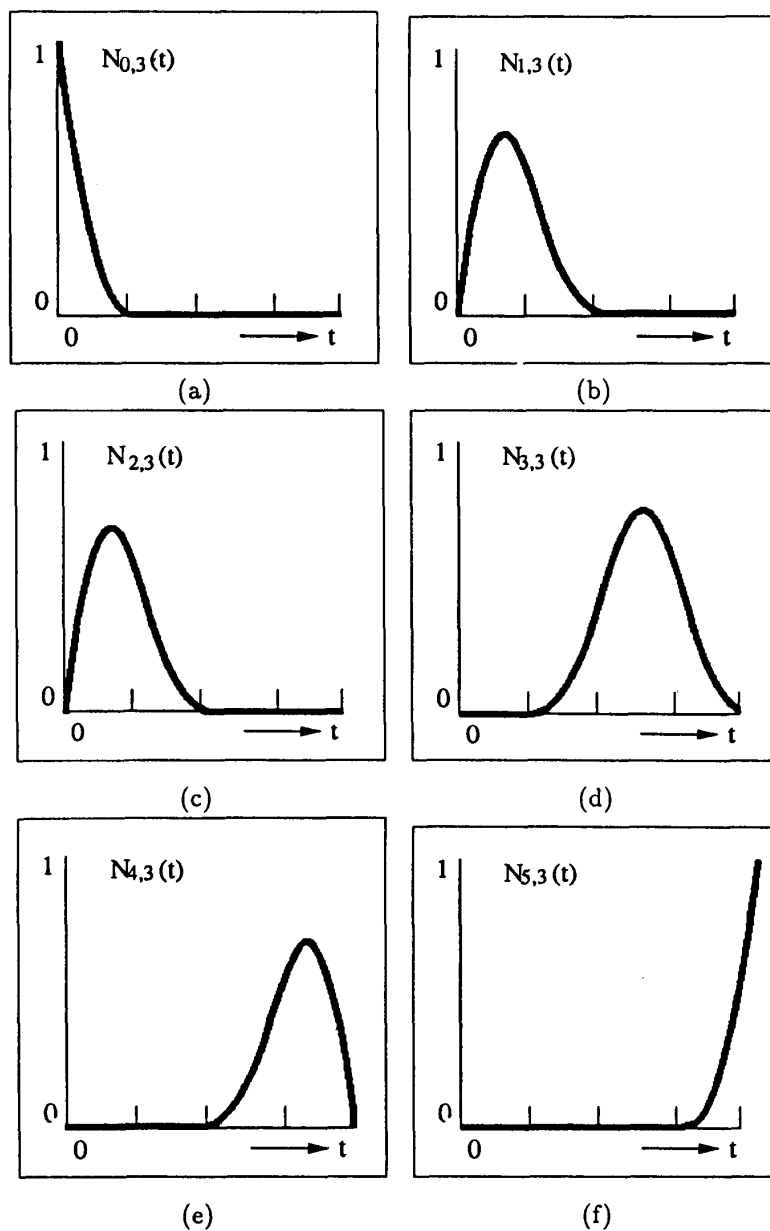 1 N0,3(t)
0
0 t
(a)
1 N1,3(t)
0
0 t
(b)
1 N2,3(t)
0
0 t
(c)
1 N3,3(t)
0
0 t
(d)
1 N4,3(t)
0
0 t
(e)
1 N5,3(t)
0
0 t
(f)